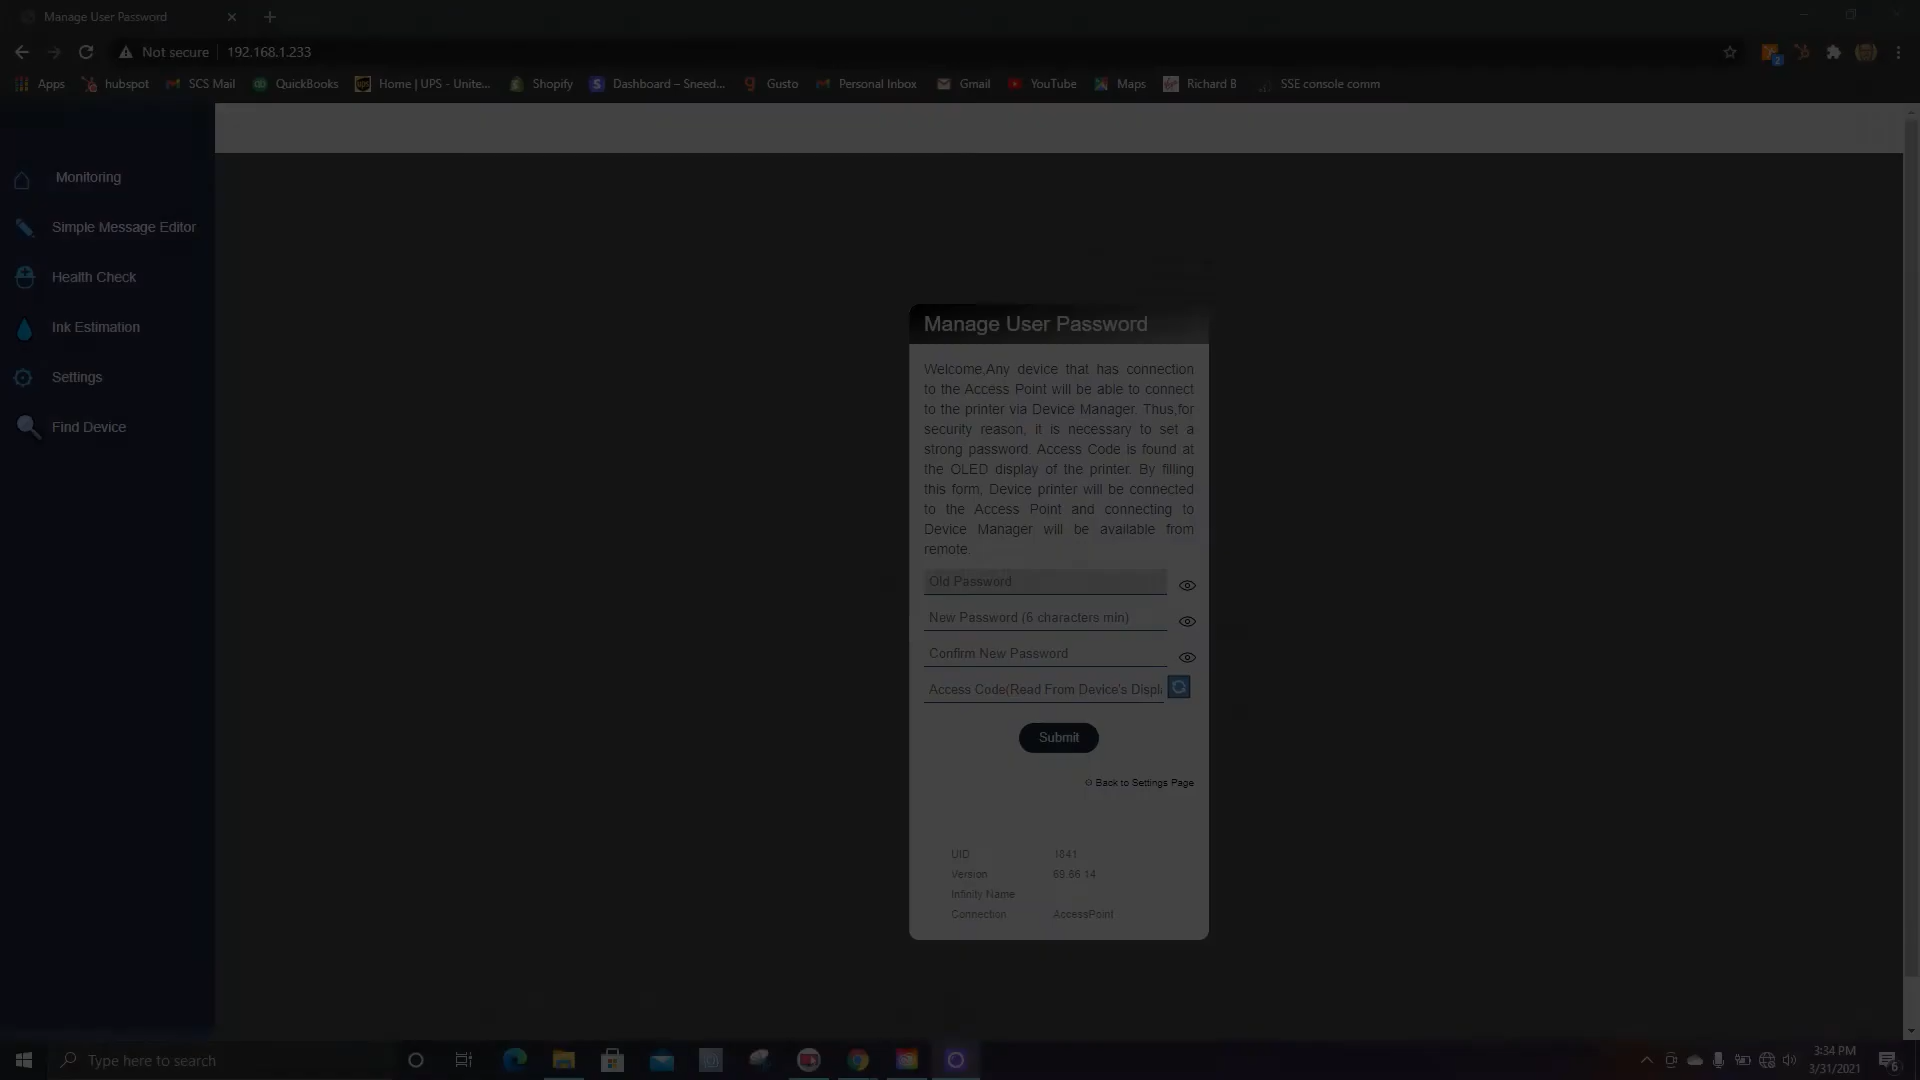 Manage User Password
Not secure
192.168.1.233
2
Apps
hubspot
SCS Mail
QuickBooks
Home | UPS - Unite...
Shopify
Dashboard – Sneed...
Gusto
Personal Inbox
Gmail
YouTube
Maps
Richard B
SSE console comm
Monitoring
Simple Message Editor
Health Check
Ink Estimation
Settings
Find Device
Manage User Password
Welcome,Any device that has connection
to the Access Point will be able to connect
to the printer via Device Manager. Thus,for
security reason, it is necessary to set a
strong password. Access Code is found at
the OLED display of the printer. By filling
this form, Device printer will be connected
to the Access Point and connecting to
Device Manager will be available from
remote.
Old Password
New Password (6 characters min)
Confirm New Password
Access Code(Read From Device's Displ
Submit
Back to Settings Page
UID 1841
Version 69.66.14
Infinity Name
Connection AccessPoint
Type here to search
3:34 PM
3/31/2021
6